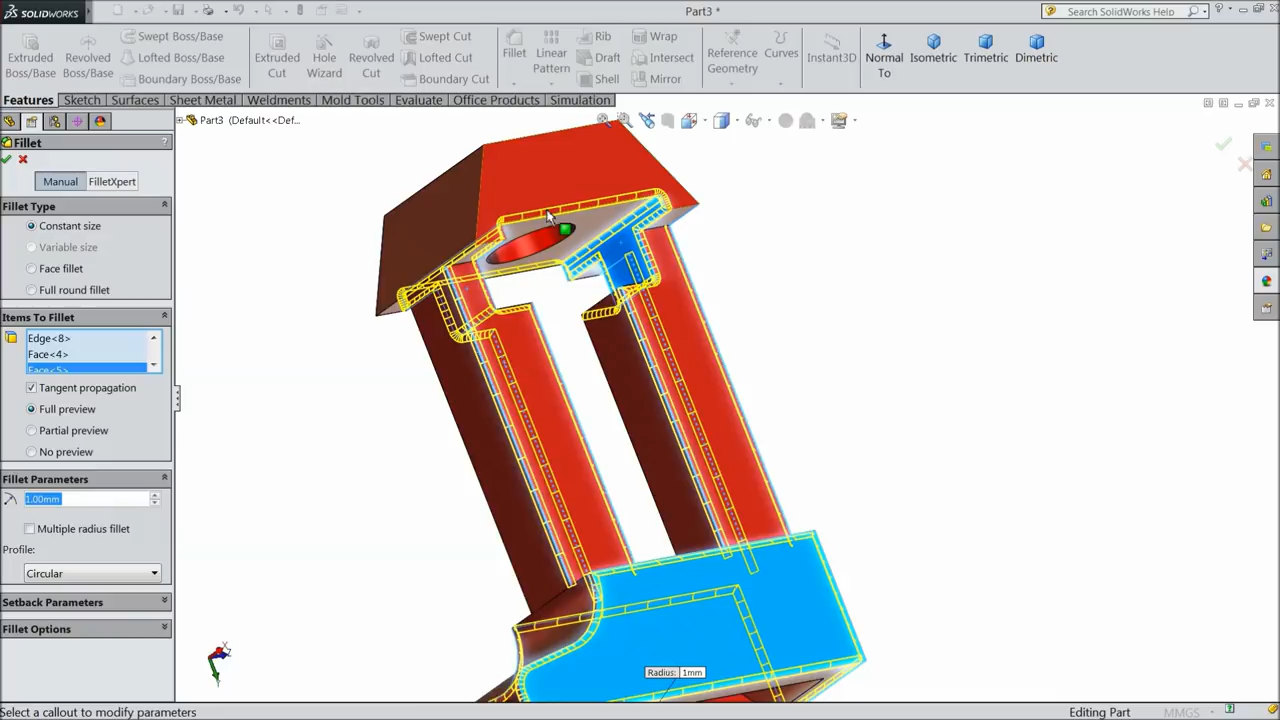 SOLIDWORKS
Part3 *
Search SolidWorks Help
Extruded Boss/Base
Revolved Boss/Base
Swept Boss/Base
Lofted Boss/Base
Boundary Boss/Base
Extruded Cut
Hole Wizard
Revolved Cut
Swept Cut
Lofted Cut
Boundary Cut
Fillet
Linear Pattern
Rib
Draft
Shell
Wrap
Intersect
Mirror
Reference Geometry
Curves
Instant3D
Normal To
Isometric
Trimetric
Dimetric
Features Sketch Surfaces Sheet Metal Weldments Mold Tools Evaluate Office Products Simulation
Part3 (Default<<Def...
Fillet
?
Manual FilletXpert
Fillet Type
Constant size
Variable size
Face fillet
Full round fillet
Items To Fillet
Edge<8>
Face<4>
Face<5>
Tangent propagation
Full preview
Partial preview
No preview
Fillet Parameters
1.00mm
Multiple radius fillet
Profile:
Circular
Setback Parameters
Fillet Options
Radius: 1mm
Select a callout to modify parameters
Editing Part
MMGS